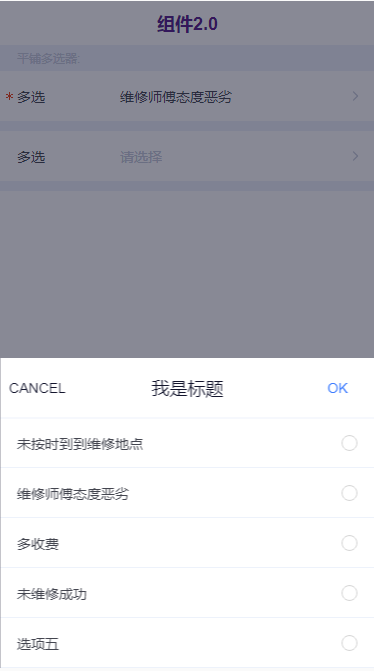 组件2.0
平铺多选器:
* 多选 维修师傅态度恶劣
多选 请选择
CANCEL 我是标题 OK
未按时到到维修地点
维修师傅态度恶劣
多收费
未维修成功
选项五